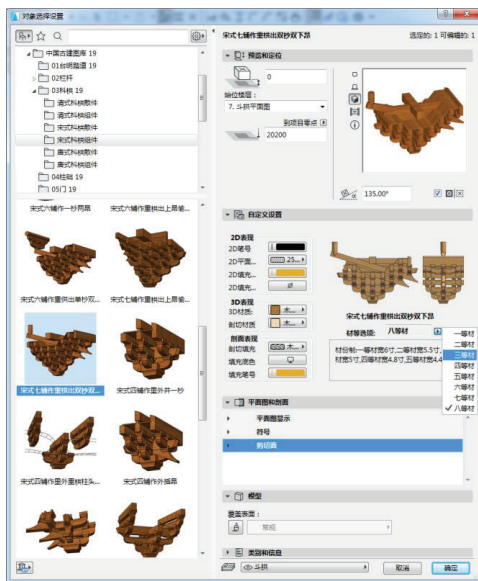 对象选择设置
中国古建图库 19
01台明踏道 19
02栏杆
03科栱 19
清式科栱散件
清式科栱组件
宋式科栱散件
宋式科栱组件
唐式科栱散件
唐式科栱组件
04柱础 19
05门 19
宋式六铺作一杪两昂
宋式六铺作重栱出上昂偷...
宋式六铺作重供出单杪双...
宋式七铺作重栱出上昂偷...
宋式七铺作重栱出双杪双...
宋式四铺作里外并一杪
宋式四铺作里外重栱柱头...
宋式四铺作外插昂
宋式七铺作重栱出双杪双下昂
选定的: 1 可编辑的: 1
预览和定位
0
始位楼层:
7. 斗拱平面图
到项目零点
20200
135.00°
自定义设置
2D表现
2D笔号
2D平面...
25...
2D填充...
2D填充...
3D表现
3D材质:
木...
剖切材质
木...
剖面表现
剖切填充
木...
填充底色
填充笔号
宋式七铺作重栱出双杪双下昂
材等选项:
八等材
材份制:一等材宽6寸,二等材宽5.5寸,
材宽5寸,四等材宽4.8寸,五等材宽4.4
一等材
二等材
三等材
四等材
五等材
六等材
七等材
八等材
平面图和剖面
平面图显示
符号
剪切面
模型
覆盖表面:
常规
类别和信息
斗拱
取消
确定